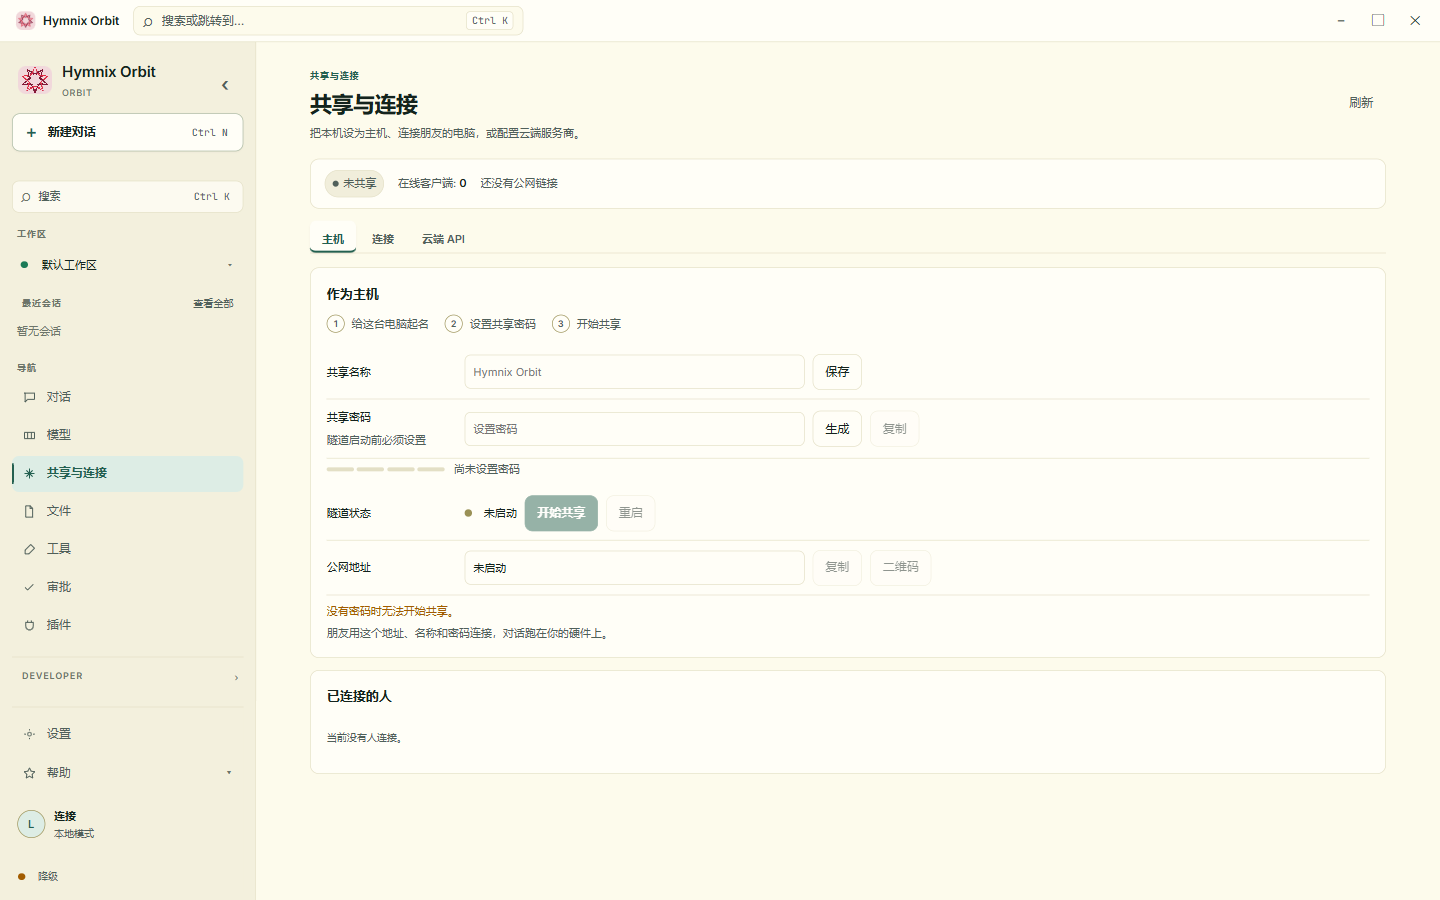 Hymnix Orbit
搜索或跳转到... Ctrl K
Hymnix Orbit
ORBIT
新建对话 Ctrl N
搜索 Ctrl K
工作区
默认工作区
最近会话 查看全部
暂无会话
导航
对话
模型
共享与连接
文件
工具
审批
插件
DEVELOPER
设置
帮助
L
连接
本地模式
降级
共享与连接
共享与连接
刷新
把本机设为主机、连接朋友的电脑，或配置云端服务商。
未共享 在线客户端: 0 还没有公网链接
主机 连接 云端 API
作为主机
1 给这台电脑起名 2 设置共享密码 3 开始共享
共享名称 Hymnix Orbit 保存
共享密码
隧道启动前必须设置
设置密码 生成 复制
尚未设置密码
隧道状态 未启动 开始共享 重启
公网地址 未启动 复制 二维码
没有密码时无法开始共享。
朋友用这个地址、名称和密码连接，对话跑在你的硬件上。
已连接的人
当前没有人连接。